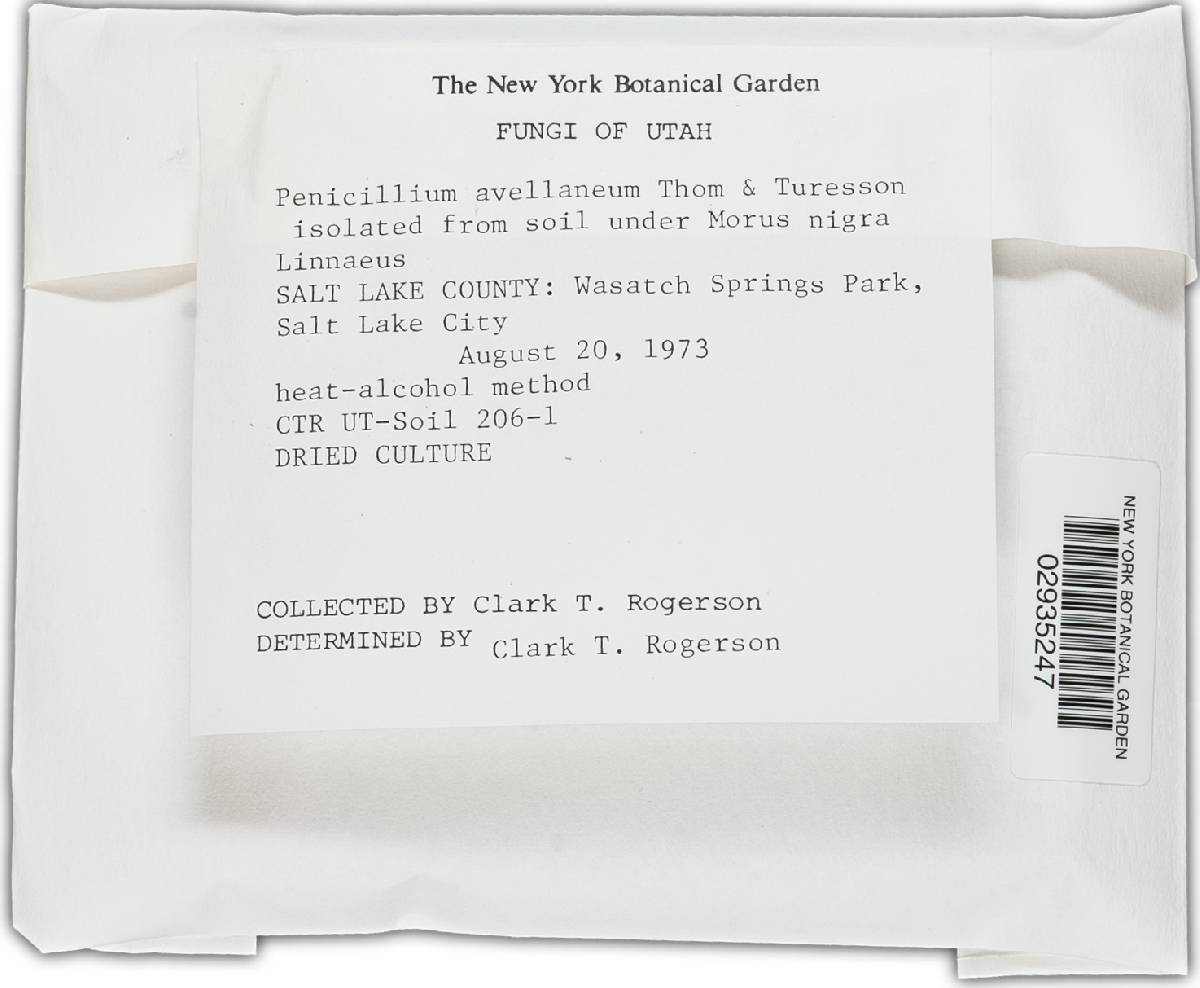 The New York Botanical Garden
FUNGI OF UTAH
Penicillium avellaneum Thom & Turesson
isolated from soil under Morus nigra
Linnaeus
SALT LAKE COUNTY: Wasatch Springs Park,
Salt Lake City
August 20, 1973
heat-alcohol method
CTR UT-Soil 206-1
DRIED CULTURE
COLLECTED BY Clark T. Rogerson
DETERMINED BY Clark T. Rogerson
NEW YORK BOTANICAL GARDEN
02935247